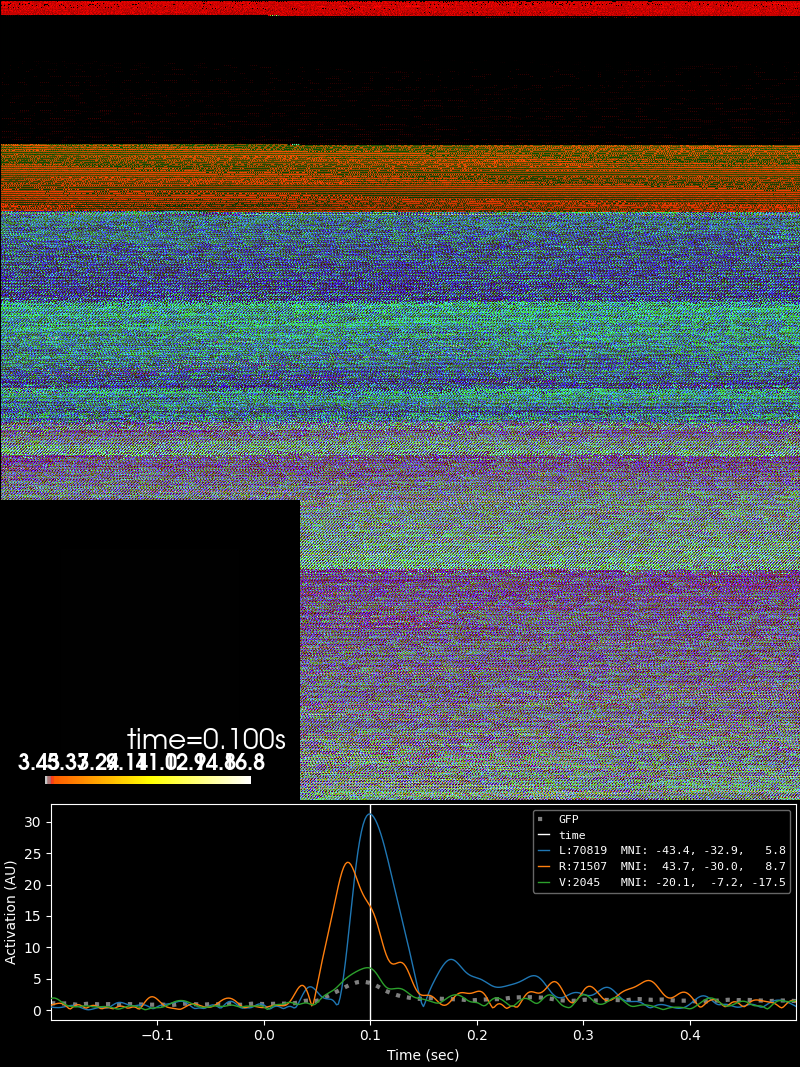 time=0.100s
30
25
20
15
10
5
0
Activation (AU)
GFP
time
L:70819 MNI: -43.4, -32.9, 5.8
R:71507 MNI: 43.7, -30.0, 8.7
V:2045 MNI: -20.1, -7.2, -17.5
−0.1 0.0 0.1 0.2 0.3 0.4
Time (sec)